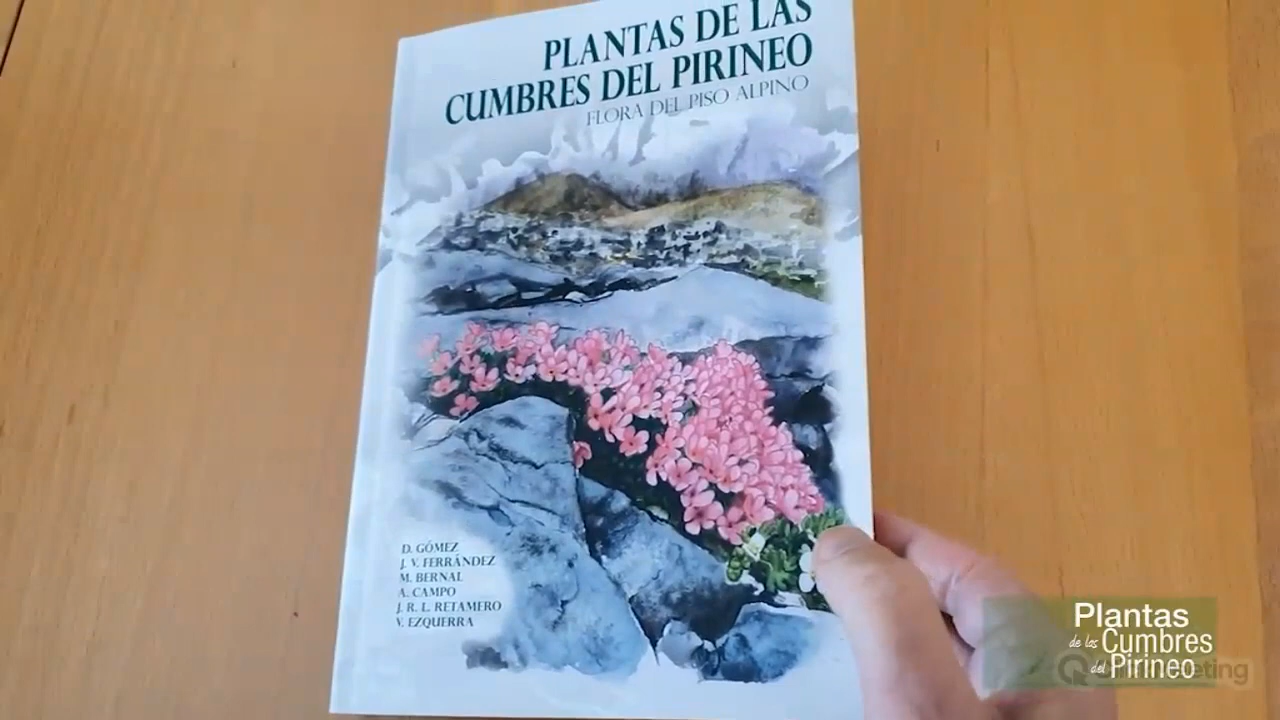 PLANTAS DE LAS
CUMBRES DEL PIRINEO
FLORA DEL PISO ALPINO
D. GÓMEZ
J. V. FERRÁNDEZ
M. BERNAL
A. CAMPO
J. R. L. RETAMERO
V. EZQUERRA
Plantas
de las Cumbres
del Pirineo